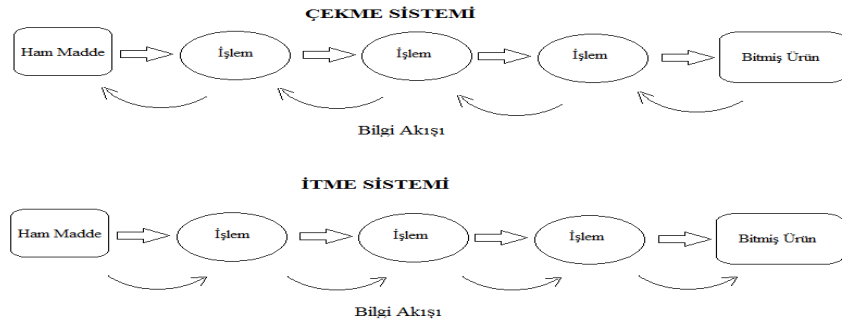 ÇEKME SİSTEMİ
Ham Madde
İşlem
İşlem
İşlem
Bitmiş Ürün
Bilgi Akışı
İTME SİSTEMİ
Ham Madde
İşlem
İşlem
İşlem
Bitmiş Ürün
Bilgi Akışı